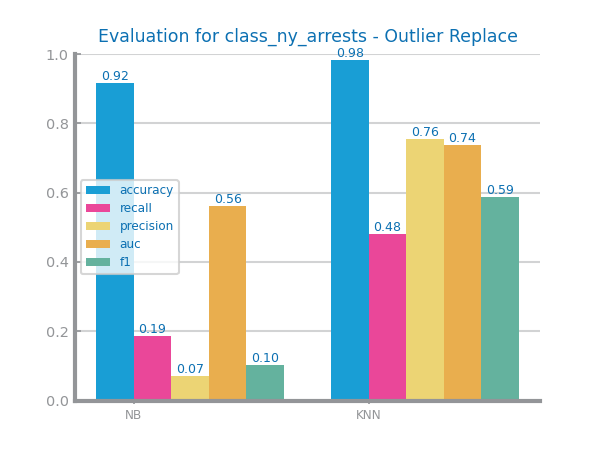 Evaluation for class_ny_arrests - Outlier Replace
1.0
0.8
0.6
0.4
0.2
0.0
0.92
0.19
0.07
0.56
0.10
0.98
0.48
0.76
0.74
0.59
accuracy
recall
precision
auc
f1
NB
KNN